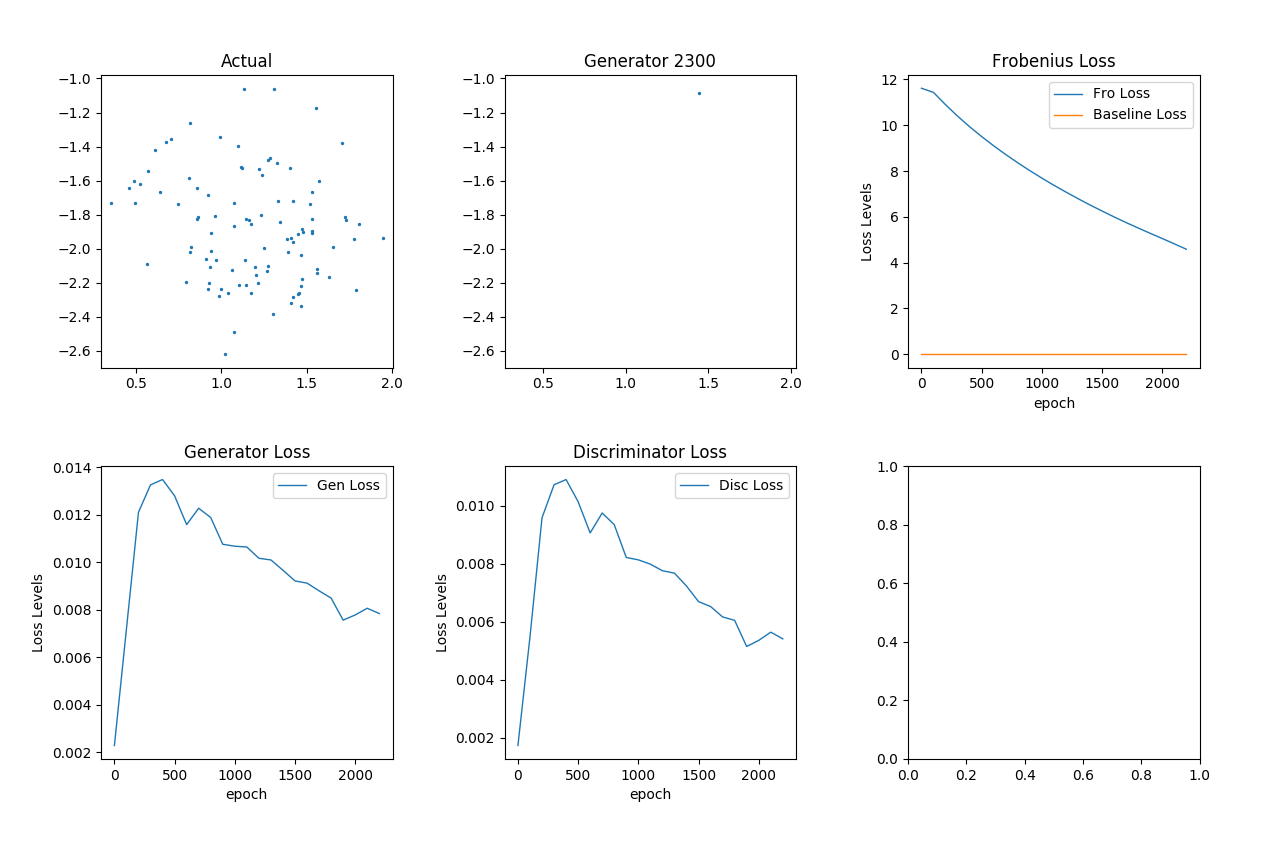 Actual
−1.0
−1.2
−1.4
−1.6
−1.8
−2.0
−2.2
−2.4
−2.6
0.5 1.0 1.5 2.0
Generator 2300
−1.0
−1.2
−1.4
−1.6
−1.8
−2.0
−2.2
−2.4
−2.6
0.5 1.0 1.5 2.0
Frobenius Loss
Fro Loss
Baseline Loss
Loss Levels
12
10
8
6
4
2
0
0 500 1000 1500 2000
epoch
Generator Loss
Gen Loss
Loss Levels
0.014
0.012
0.010
0.008
0.006
0.004
0.002
0 500 1000 1500 2000
epoch
Discriminator Loss
Disc Loss
Loss Levels
0.010
0.008
0.006
0.004
0.002
0 500 1000 1500 2000
epoch
1.0
0.8
0.6
0.4
0.2
0.0
0.0 0.2 0.4 0.6 0.8 1.0